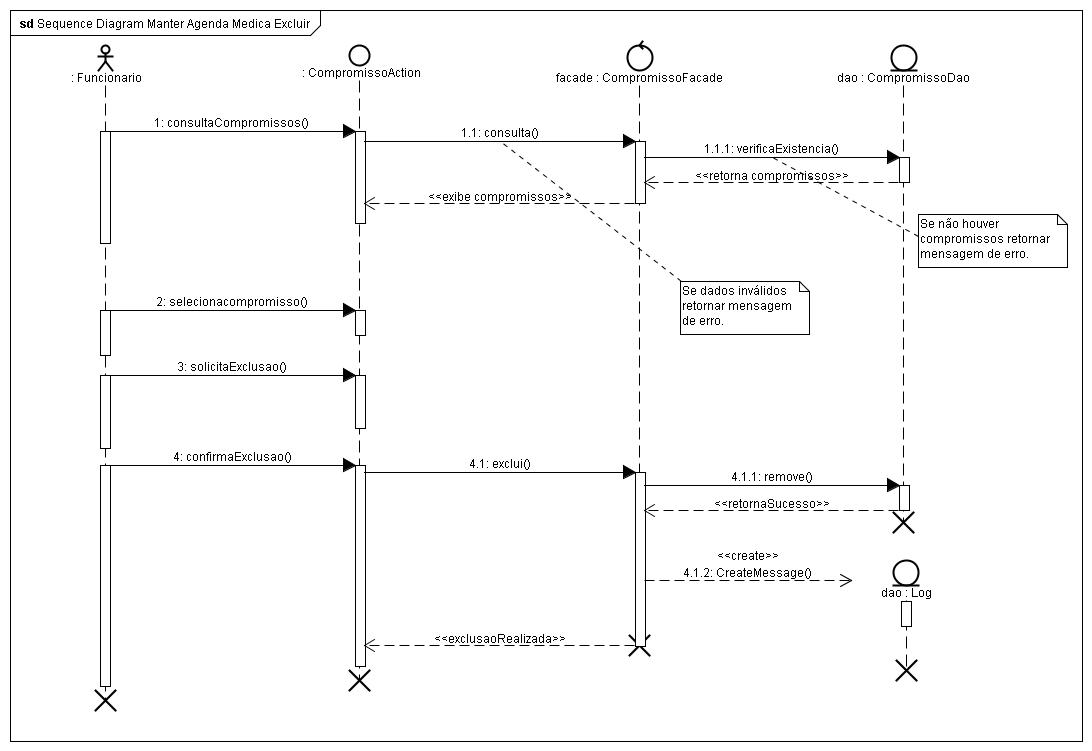 sd Sequence Diagram Manter Agenda Medica Excluir
: Funcionario
: CompromissoAction
facade : CompromissoFacade
dao : CompromissoDao
1: consultaCompromissos()
1.1: consulta()
1.1.1: verificaExistencia()
<<retorna compromissos>>
<<exibe compromissos>>
Se não houver
compromissos retornar
mensagem de erro.
Se dados inválidos
retornar mensagem
de erro.
2: selecionacompromisso()
3: solicitaExclusao()
4: confirmaExclusao()
4.1: exclui()
4.1.1: remove()
<<retornaSucesso>>
<<create>>
4.1.2: CreateMessage()
dao : Log
<<exclusaoRealizada>>